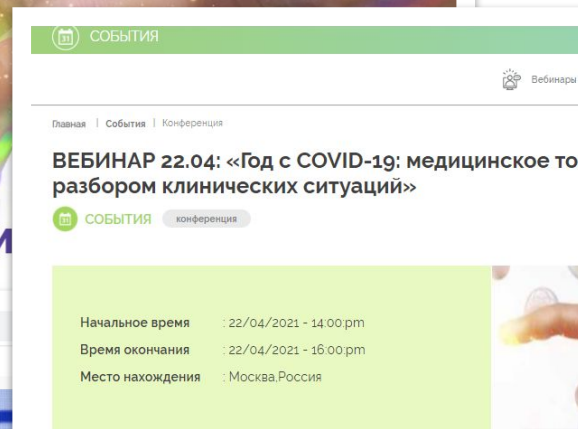 СОБЫТИЯ
Вебинары
Главная | События | Конференция
ВЕБИНАР 22.04: «Год с COVID-19: медицинское то
разбором клинических ситуаций»
СОБЫТИЯ конференция
Начальное время : 22/04/2021 - 14:00:pm
Время окончания : 22/04/2021 - 16:00:pm
Место нахождения : Москва,Россия